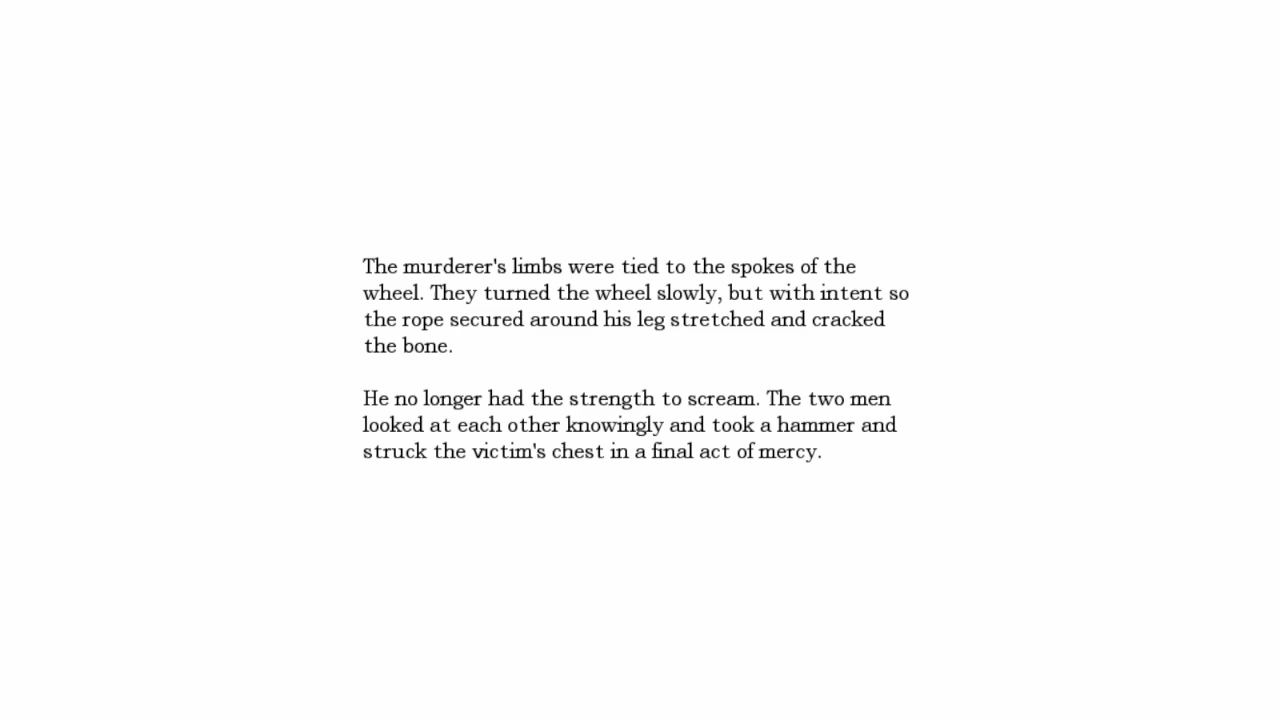 The murderer's limbs were tied to the spokes of the
wheel. They turned the wheel slowly, but with intent so
the rope secured around his leg stretched and cracked
the bone.
He no longer had the strength to scream. The two men
looked at each other knowingly and took a hammer and
struck the victim's chest in a final act of mercy.